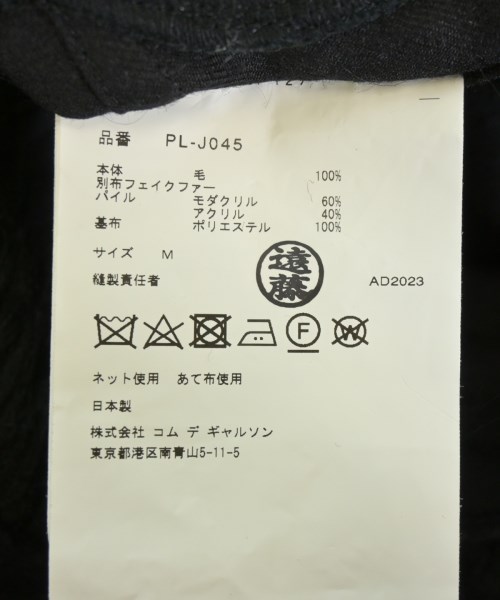 品番 PL-J045
本体 毛 100%
別布フェイクファー
パイル モダクリル 60%
アクリル 40%
基布 ポリエステル 100%
サイズ M
縫製責任者 遠藤 AD2023
F W
ネット使用 あて布使用
日本製
株式会社 コム デ ギャルソン
東京都港区南青山5-11-5